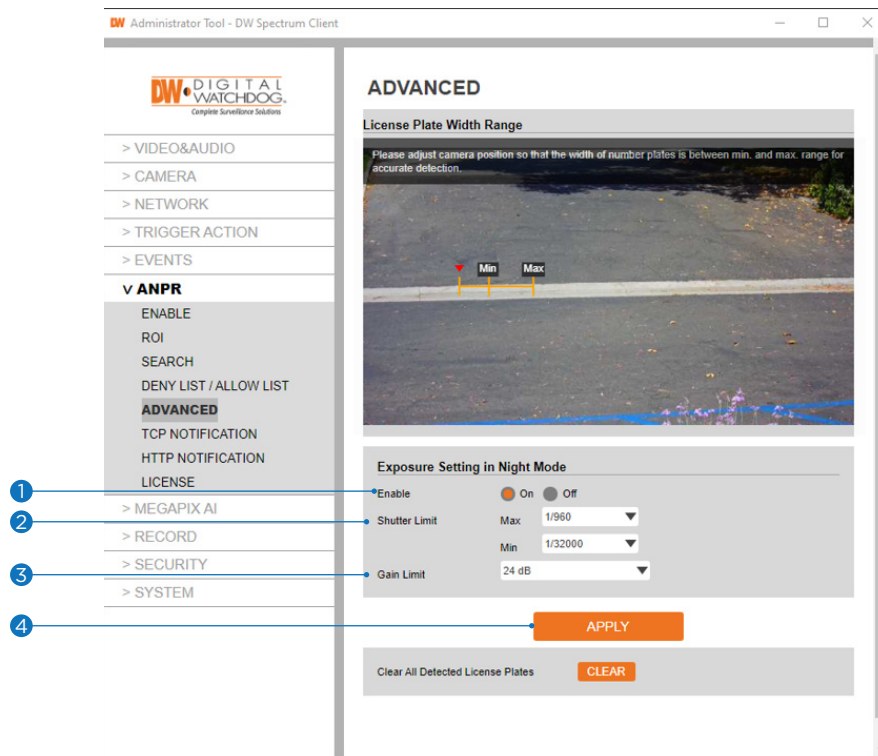 DW Administrator Tool - DW Spectrum Client
DW DIGITAL
WATCHDOG.
Complete Surveillance Solutions
> VIDEO&AUDIO
> CAMERA
> NETWORK
> TRIGGER ACTION
> EVENTS
v ANPR
ENABLE
ROI
SEARCH
DENY LIST / ALLOW LIST
ADVANCED
TCP NOTIFICATION
HTTP NOTIFICATION
LICENSE
> MEGAPIX AI
> RECORD
> SECURITY
> SYSTEM
ADVANCED
License Plate Width Range
Please adjust camera position so that the width of number plates is between min. and max. range for
accurate detection.
Min Max
Exposure Setting in Night Mode
1 Enable On Off
2 Shutter Limit Max 1/960
Min 1/32000
3 Gain Limit 24 dB
4 APPLY
Clear All Detected License Plates CLEAR